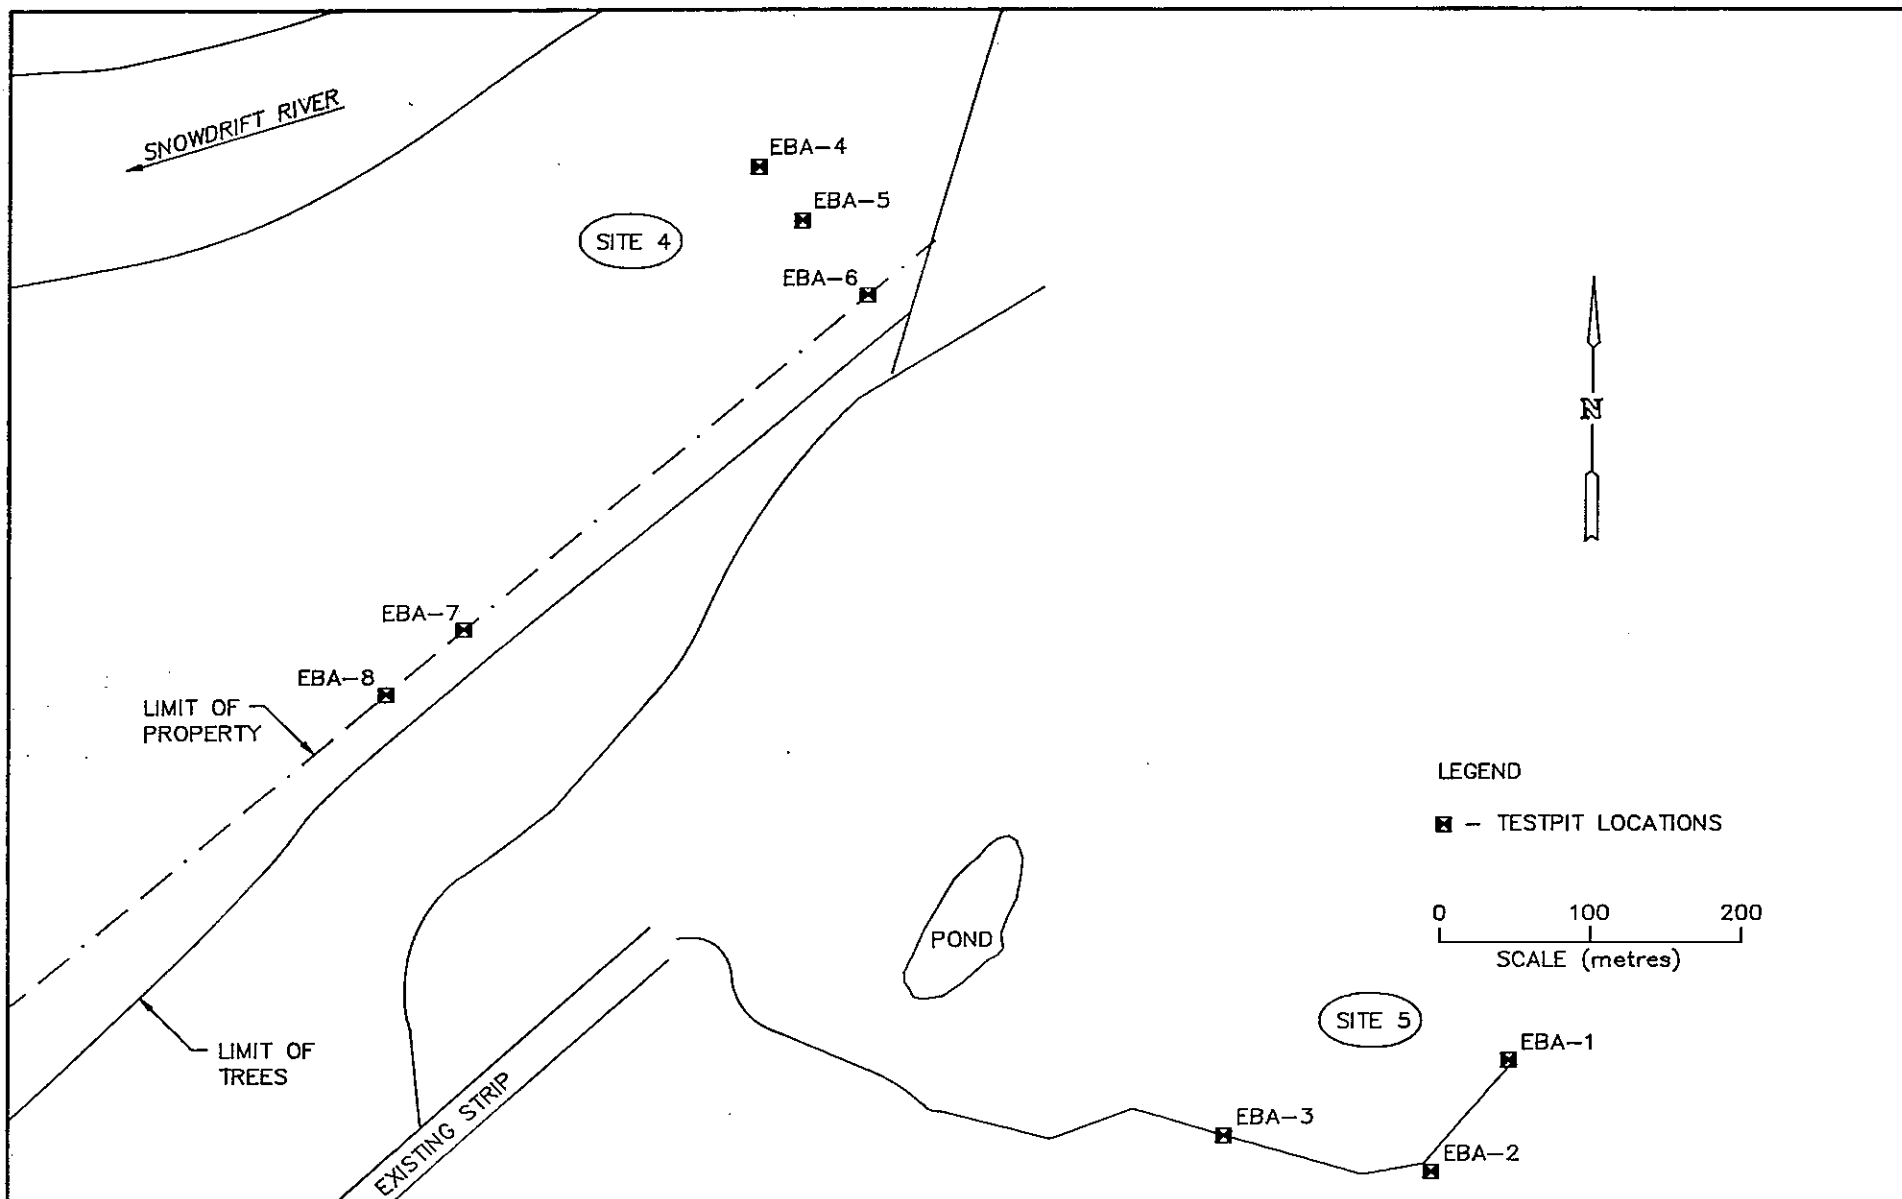 SNOWDRIFT RIVER
EBA-4
EBA-5
SITE 4
EBA-6
N
EBA-7
EBA-8
LIMIT OF
PROPERTY
LEGEND
- TESTPIT LOCATIONS
0 100 200
SCALE (metres)
POND
SITE 5
EBA-1
LIMIT OF
TREES
EXISTING STRIP
EBA-3
EBA-2